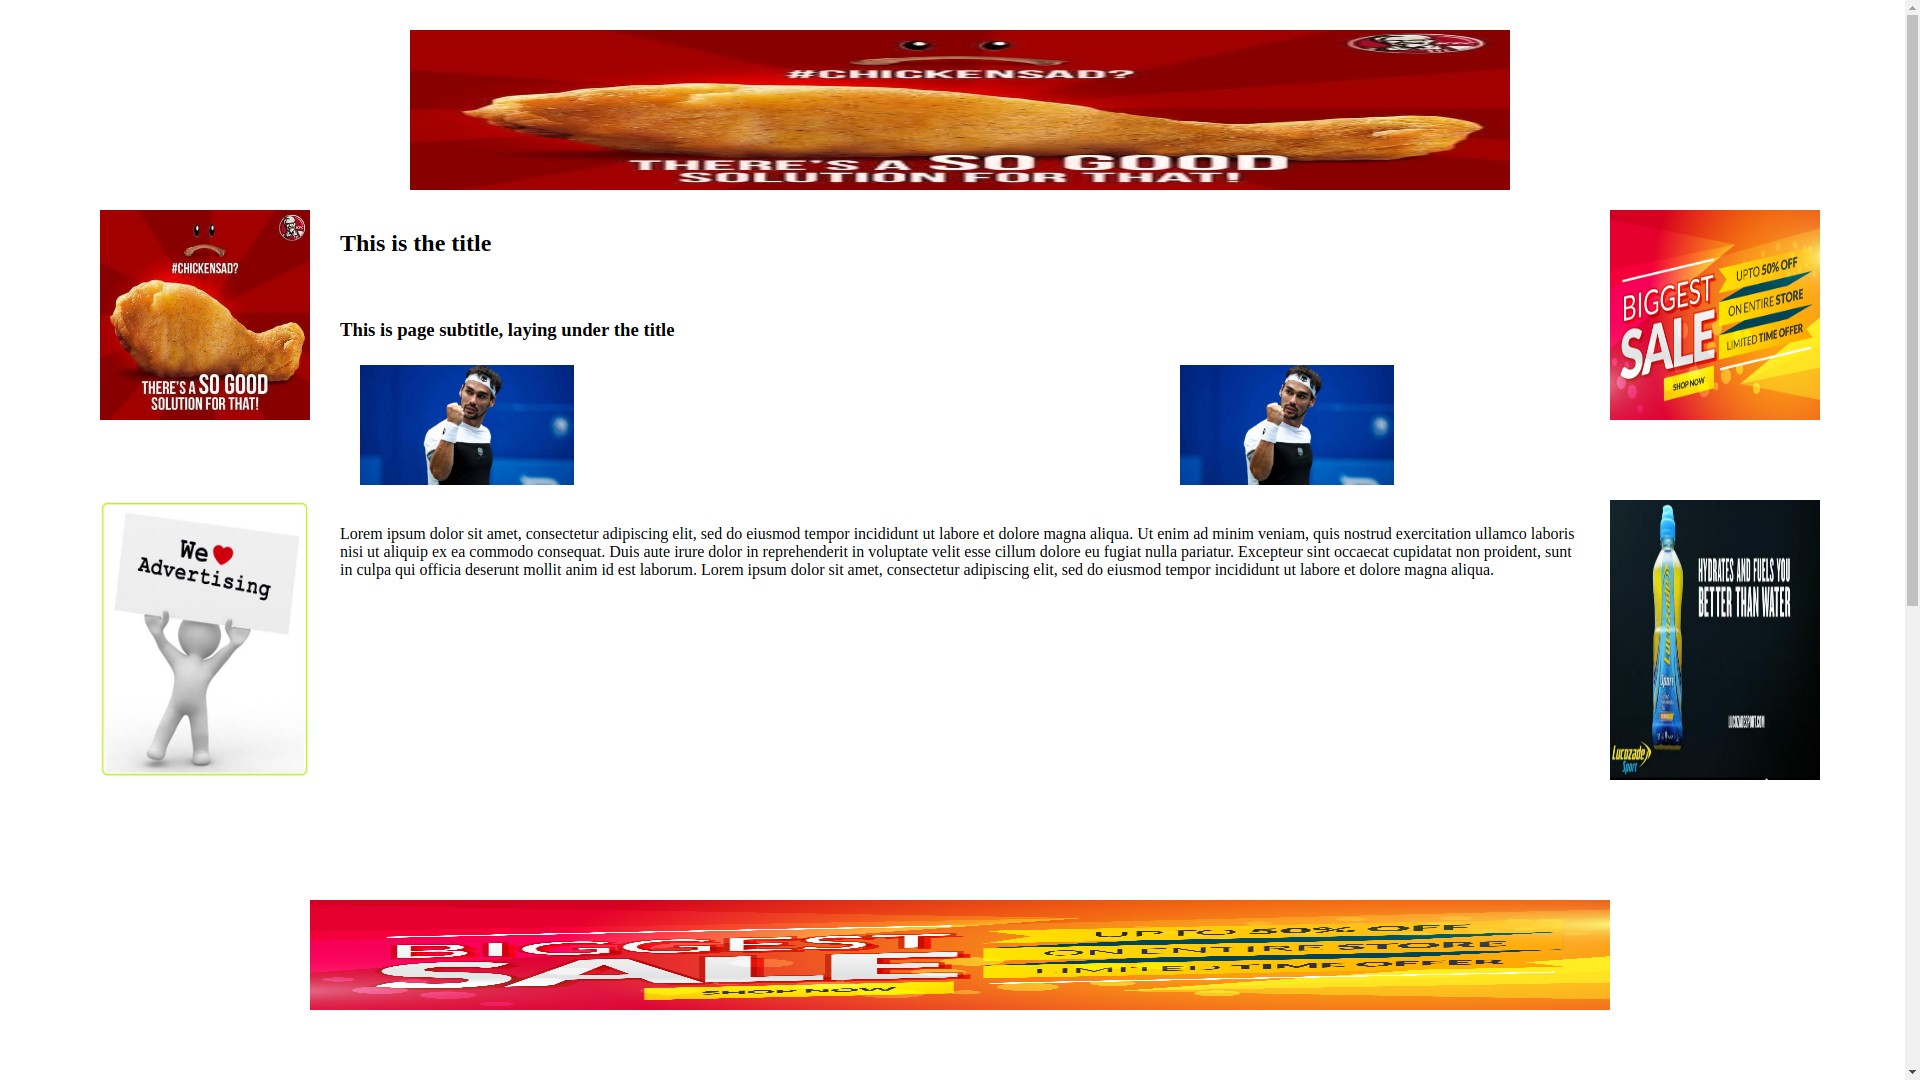 #CHICKENSAD?
THERE'S A SO GOOD
SOLUTION FOR THAT!
#CHICKENSAD?
THERE'S A SO GOOD
SOLUTION FOR THAT!
This is the title
This is page subtitle, laying under the title
BIGGEST
SALE
SHOP NOW
UPTO 50% OFF
ON ENTIRE STORE
LIMITED TIME OFFER
We
Advertising
Lorem ipsum dolor sit amet, consectetur adipiscing elit, sed do eiusmod tempor incididunt ut labore et dolore magna aliqua. Ut enim ad minim veniam, quis nostrud exercitation ullamco laboris
nisi ut aliquip ex ea commodo consequat. Duis aute irure dolor in reprehenderit in voluptate velit esse cillum dolore eu fugiat nulla pariatur. Excepteur sint occaecat cupidatat non proident, sunt
in culpa qui officia deserunt mollit anim id est laborum. Lorem ipsum dolor sit amet, consectetur adipiscing elit, sed do eiusmod tempor incididunt ut labore et dolore magna aliqua.
HYDRATES AND FUELS YOU
BETTER THAN WATER
LUCOZADE
Sport
LUCOZADESPORT.COM
Lucozade
Sport
BIGGEST
SALE
SHOP NOW
UPTO 50% OFF
ON ENTIRE STORE
LIMITED TIME OFFER